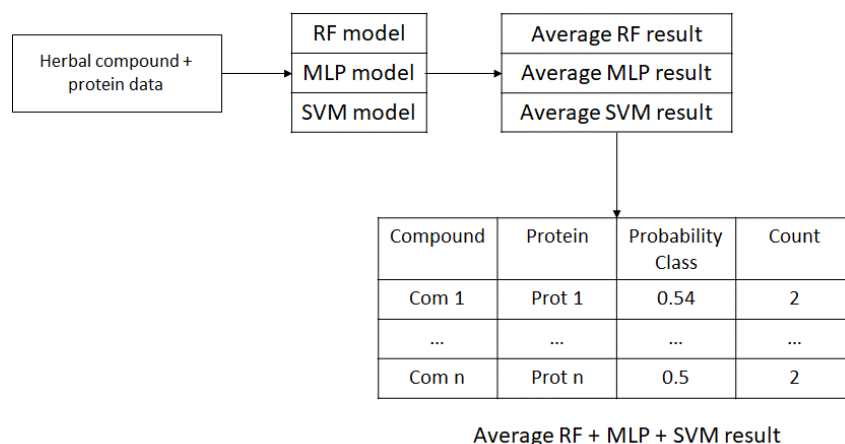 Herbal compound +
protein data
RF model
MLP model
SVM model
Average RF result
Average MLP result
Average SVM result
Compound Protein Probability Class Count
Com 1 Prot 1 0.54 2
... ... ... ...
Com n Prot n 0.5 2
Average RF + MLP + SVM result